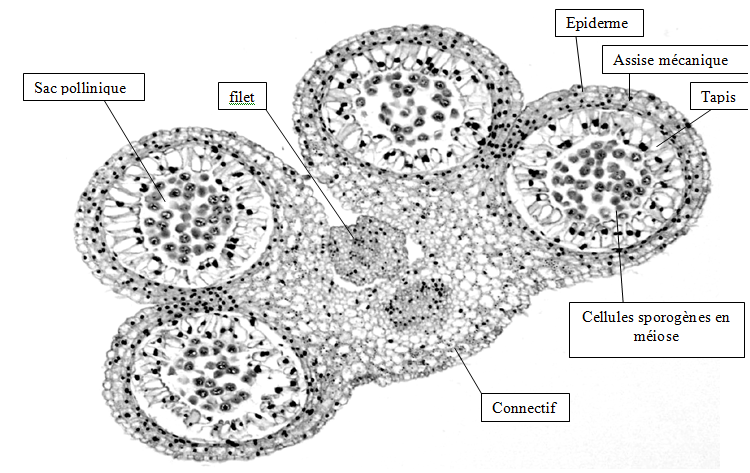 Epiderme
Assise mécanique
Sac pollinique
filet
Tapis
Cellules sporogènes en
méiose
Connectif